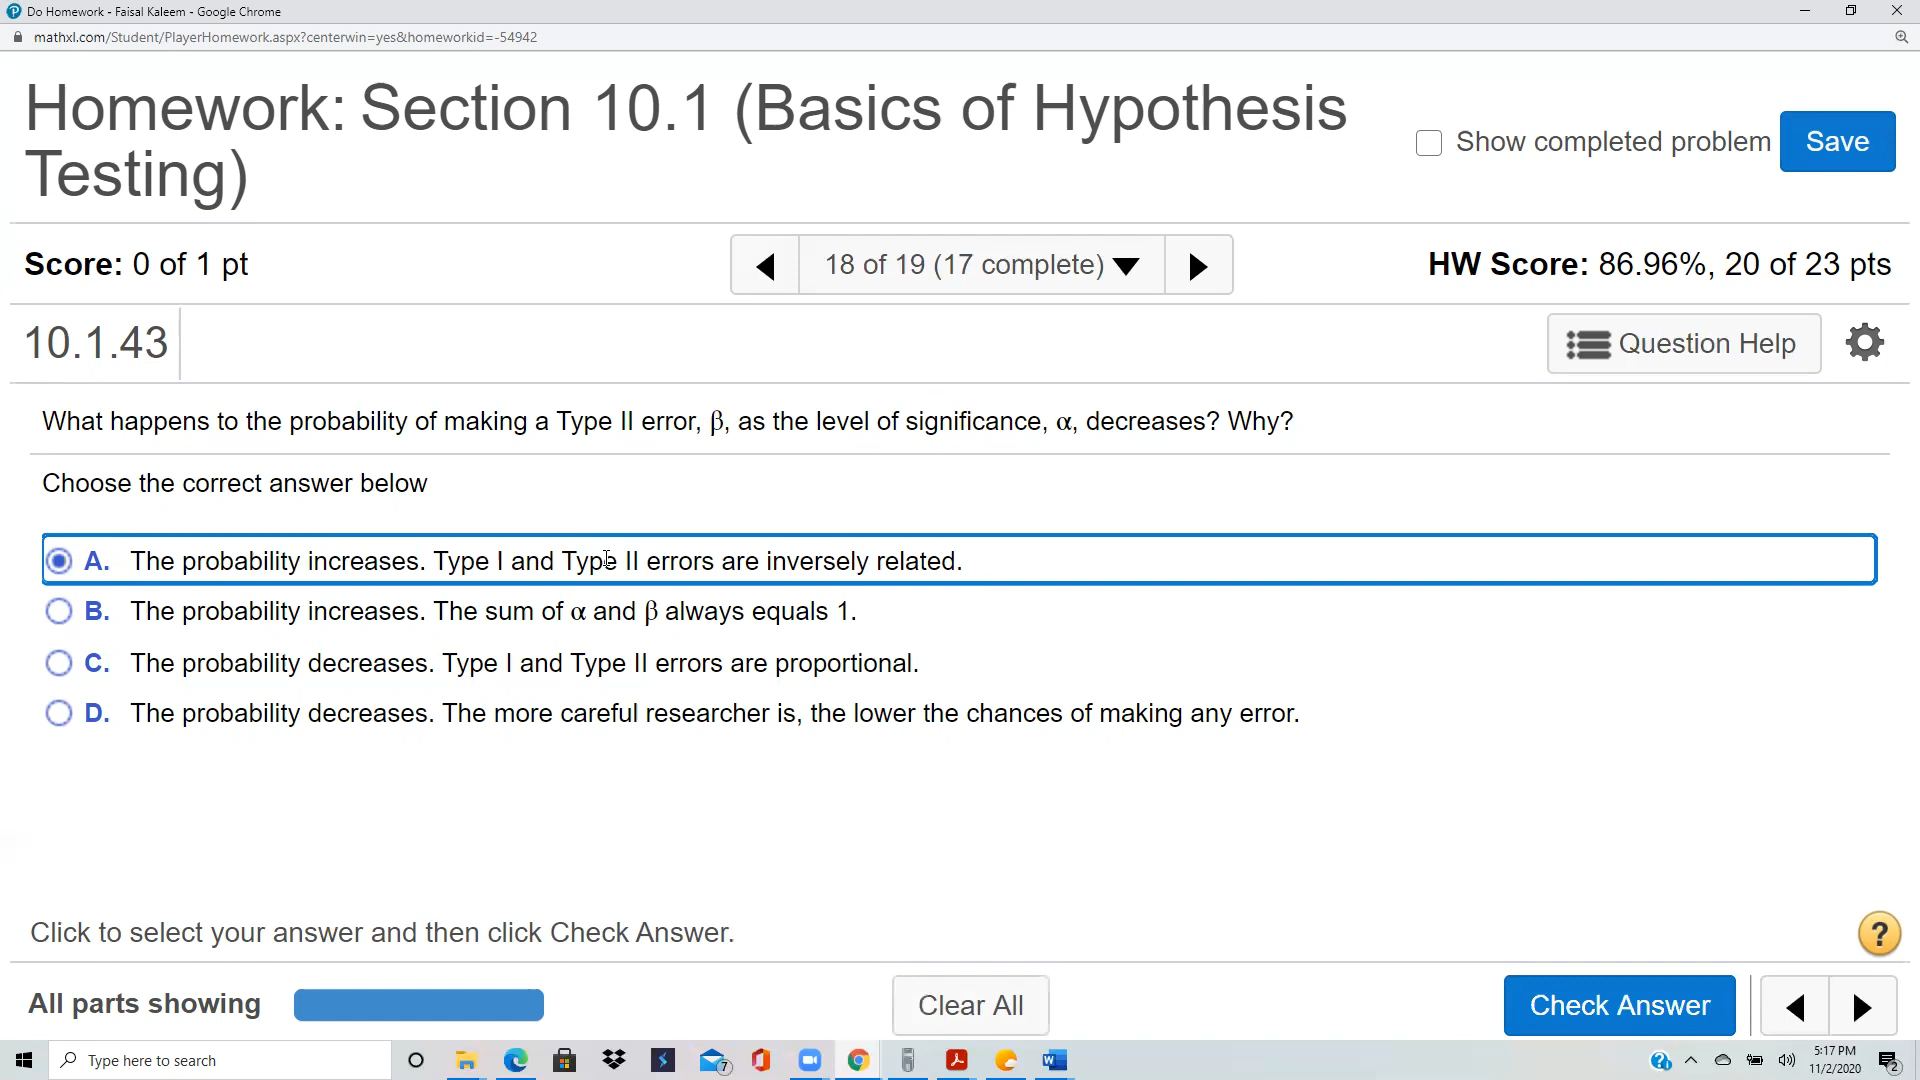 Do Homework - Faisal Kaleem - Google Chrome
mathxl.com/Student/PlayerHomework.aspx?centerwin=yes&homeworkid=-54942
Homework: Section 10.1 (Basics of Hypothesis
Testing)
Show completed problem
Save
Score: 0 of 1 pt
18 of 19 (17 complete)
HW Score: 86.96%, 20 of 23 pts
10.1.43
Question Help
What happens to the probability of making a Type II error, β, as the level of significance, α, decreases? Why?
Choose the correct answer below
A. The probability increases. Type I and Type II errors are inversely related.
B. The probability increases. The sum of α and β always equals 1.
C. The probability decreases. Type I and Type II errors are proportional.
D. The probability decreases. The more careful researcher is, the lower the chances of making any error.
Click to select your answer and then click Check Answer.
?
All parts showing
Clear All
Check Answer
Type here to search
7
5:17 PM
11/2/2020
2